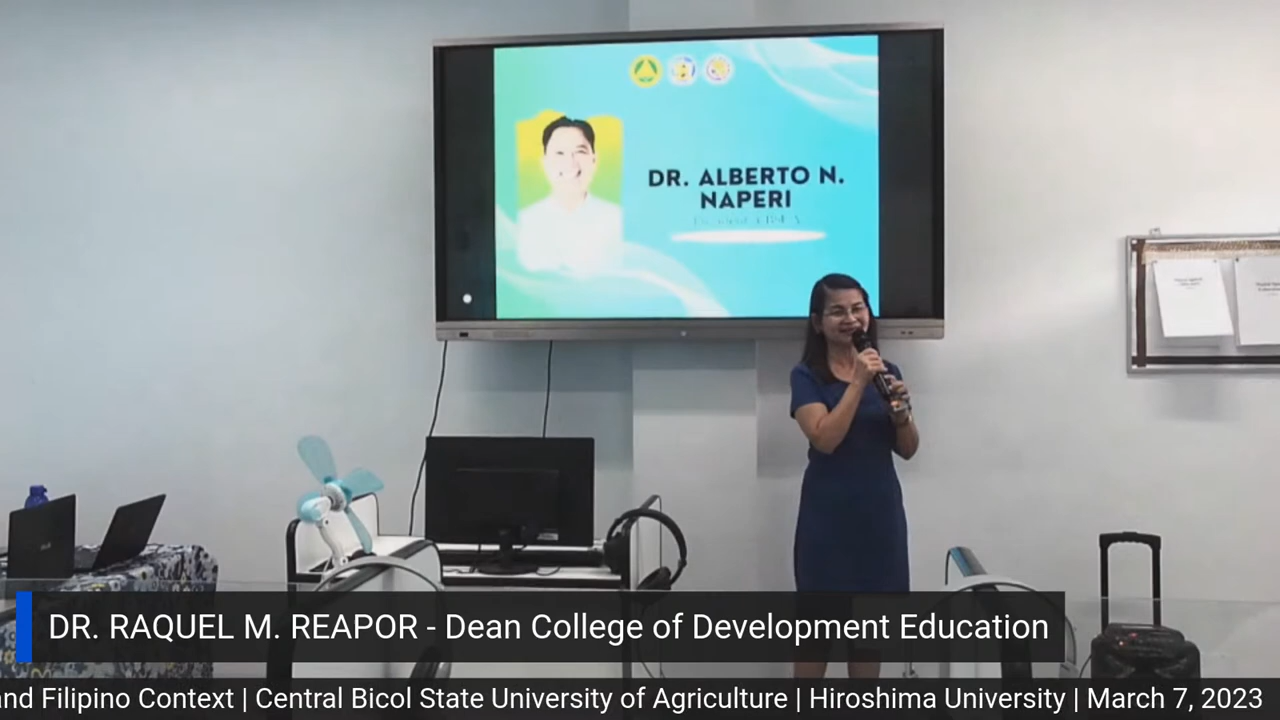 DR. ALBERTO N.
NAPERI
DR. RAQUEL M. REAPOR - Dean College of Development Education
and Filipino Context | Central Bicol State University of Agriculture | Hiroshima University | March 7, 2023